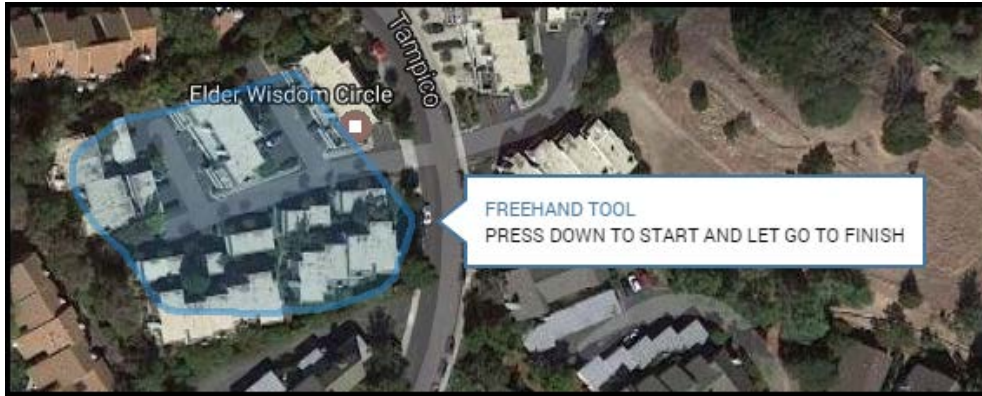 Tampico
Elder Wisdom Circle
FREEHAND TOOL
PRESS DOWN TO START AND LET GO TO FINISH